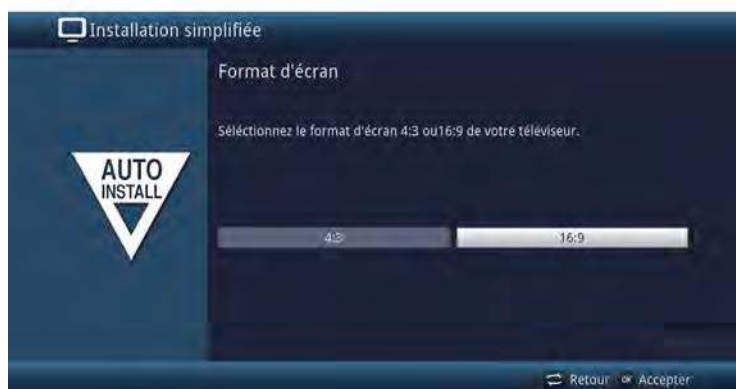 Installation simplifiée
Format d'écran
Séléctionnez le format d'écran 4:3 ou16:9 de votre téléviseur.
AUTO
INSTALL
4:3
16:9
Retour OK Accepter